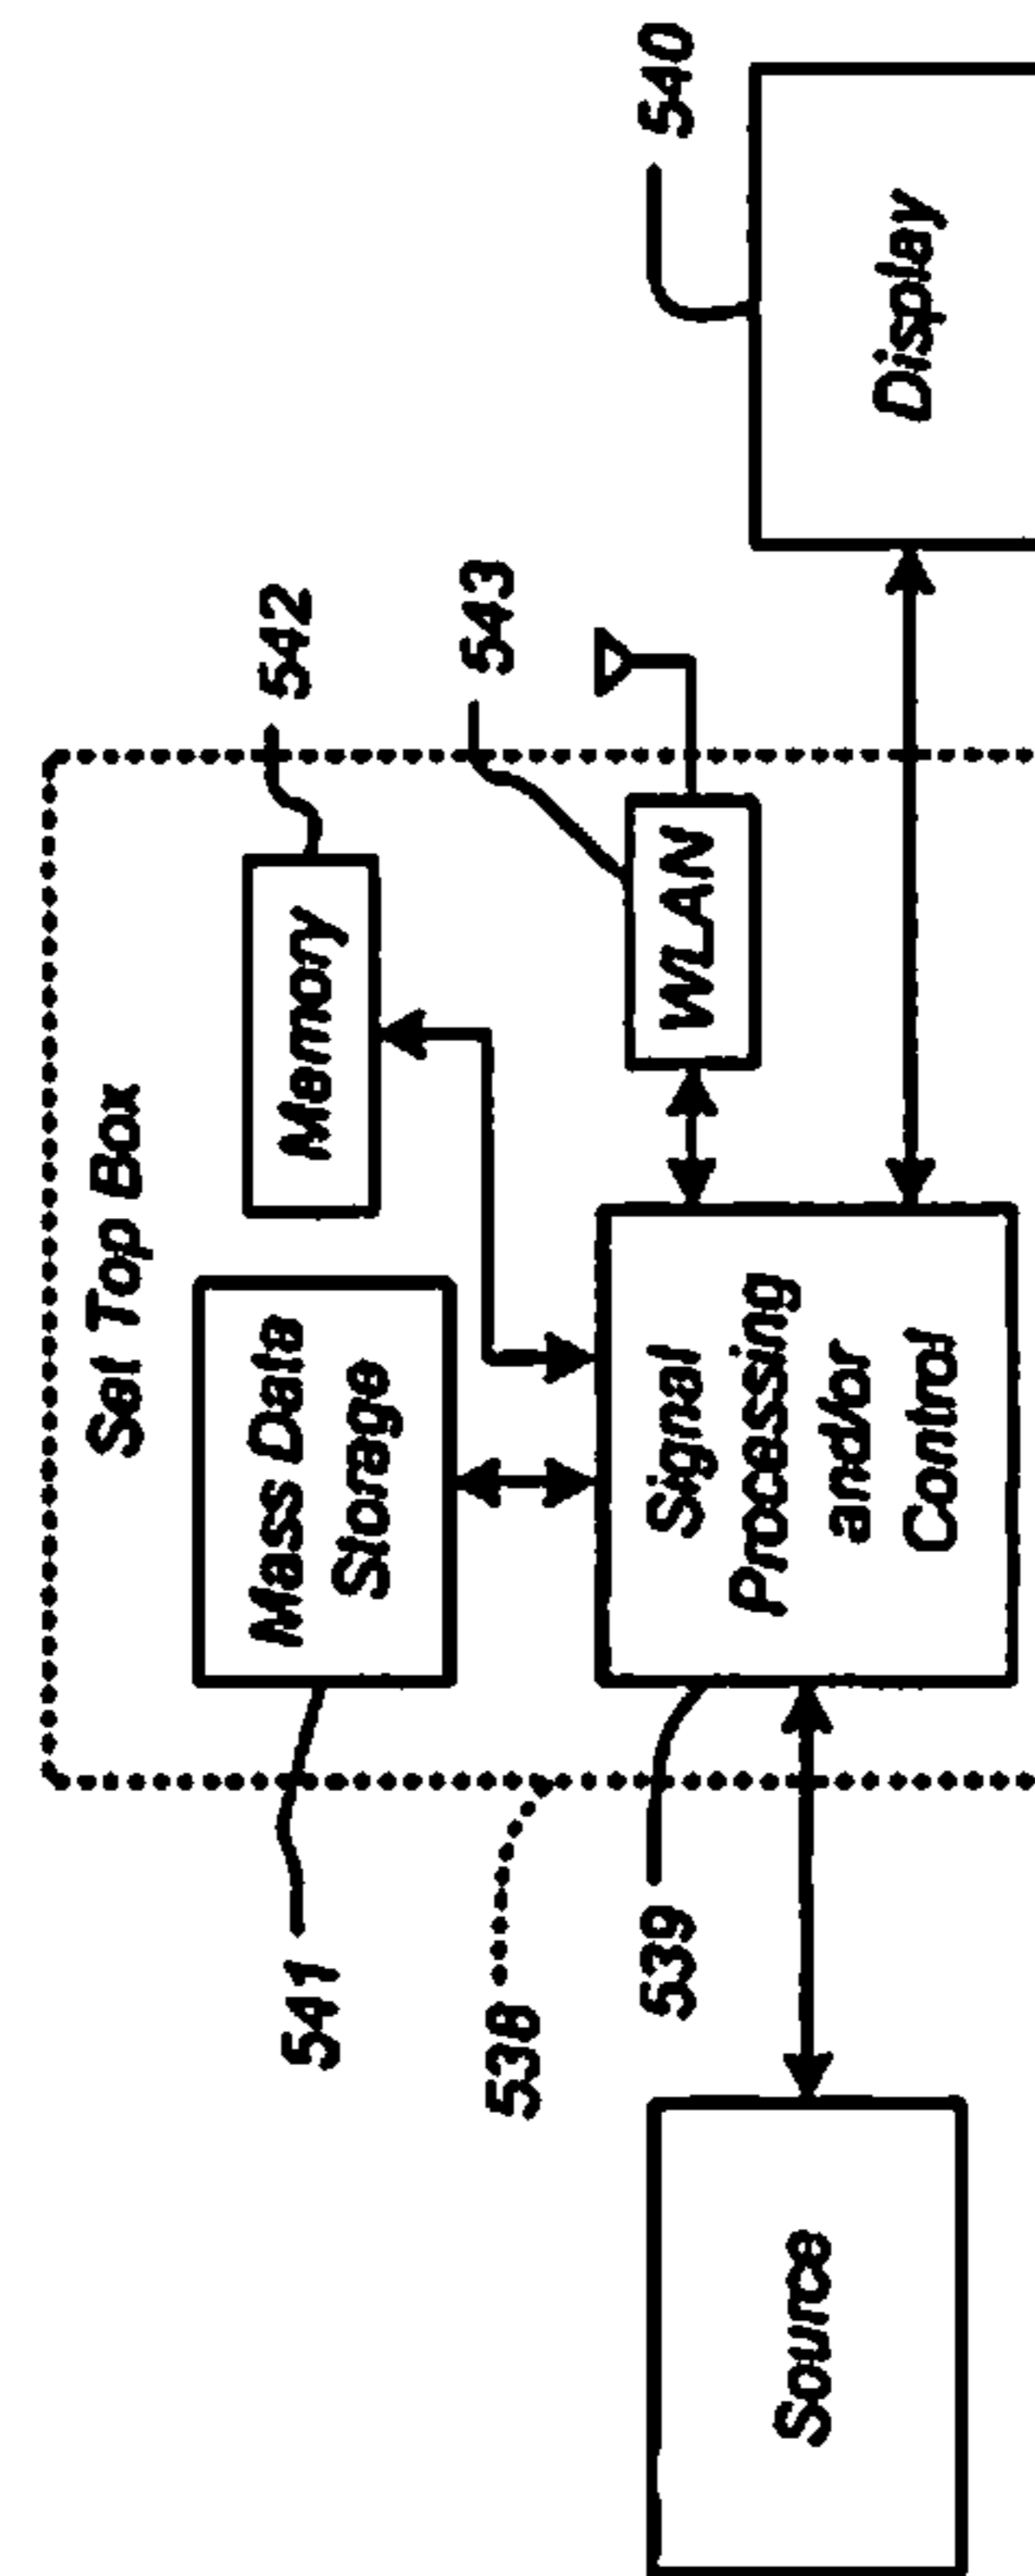 Set Top Box
541
Mass Data
Storage
Memory
542
538
543
WLAN
539
Signal
Processing
and/or
Control
540
Source
Display